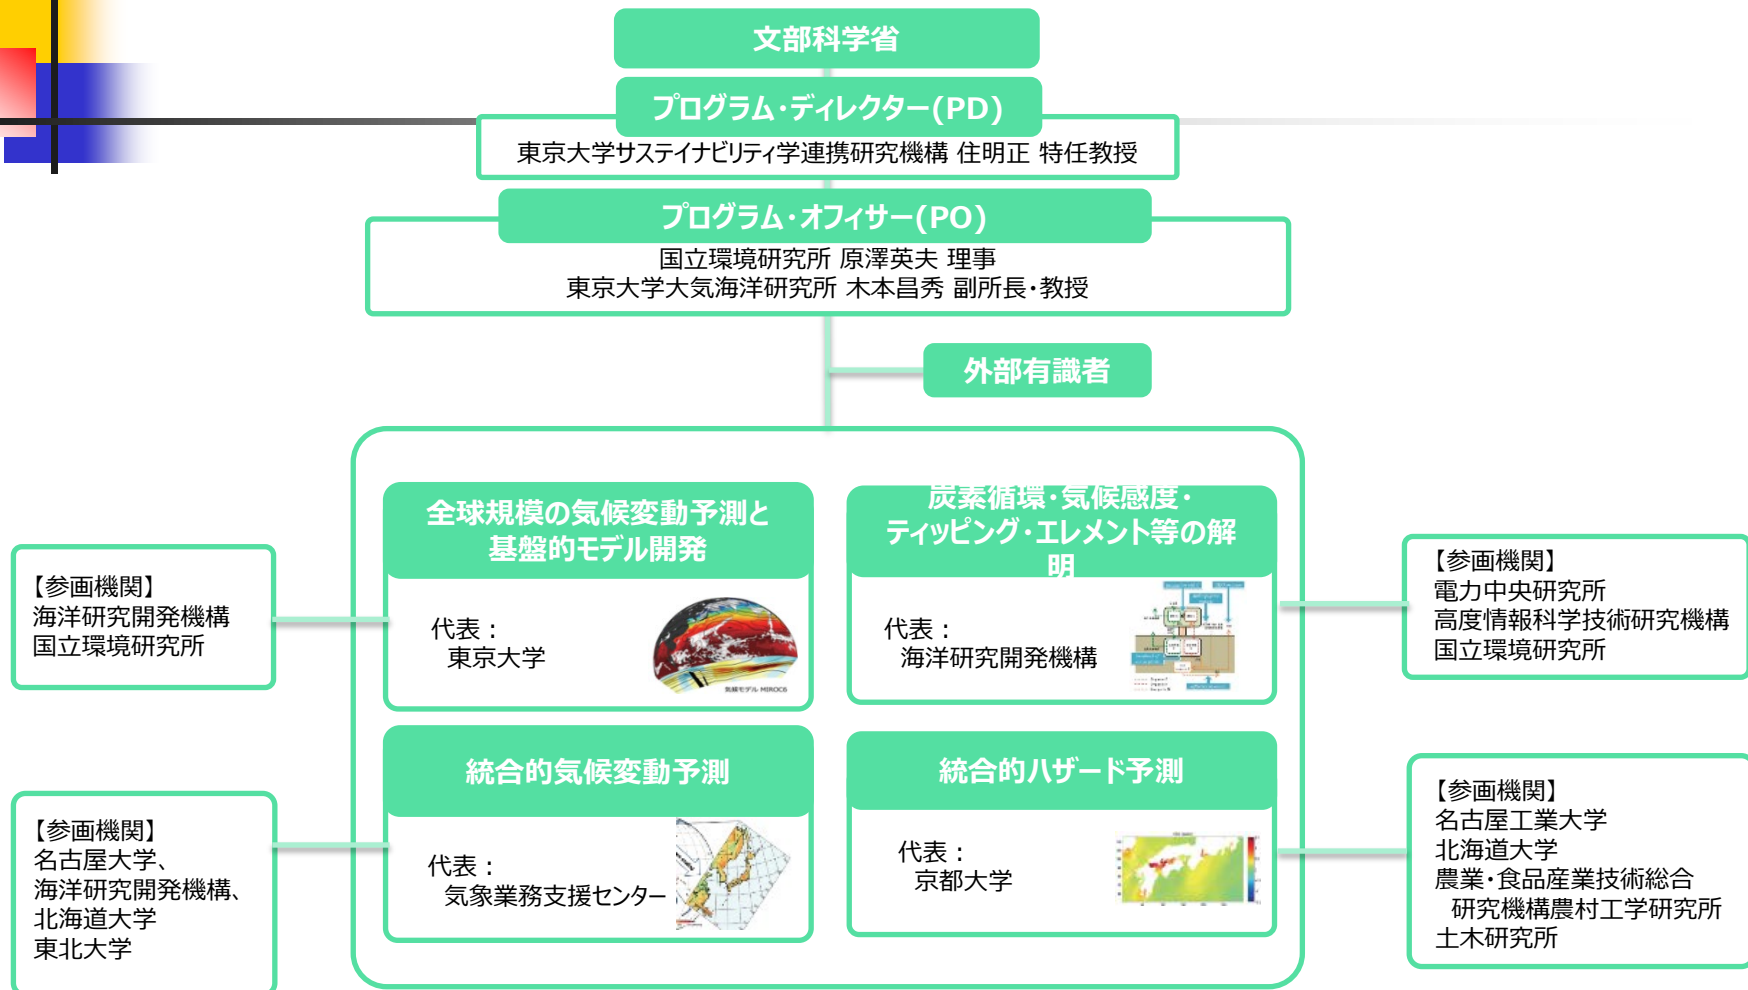 文部科学省
プログラム・ディレクター(PD)
東京大学サステイナビリティ学連携研究機構 住明正 特任教授
プログラム・オフィサー(PO)
国立環境研究所 原澤英夫 理事
東京大学大気海洋研究所 木本昌秀 副所長・教授
外部有識者
全球規模の気候変動予測と
基盤的モデル開発
代表：
東京大学
気候モデル MIROC6
炭素循環・気候感度・
ティッピング・エレメント等の解
明
代表：
海洋研究開発機構
【参画機関】
海洋研究開発機構
国立環境研究所
【参画機関】
電力中央研究所
高度情報科学技術研究機構
国立環境研究所
統合的気候変動予測
代表：
気象業務支援センター
統合的ハザード予測
代表：
京都大学
【参画機関】
名古屋大学、
海洋研究開発機構、
北海道大学
東北大学
【参画機関】
名古屋工業大学
北海道大学
農業・食品産業技術総合
研究機構農村工学研究所
土木研究所